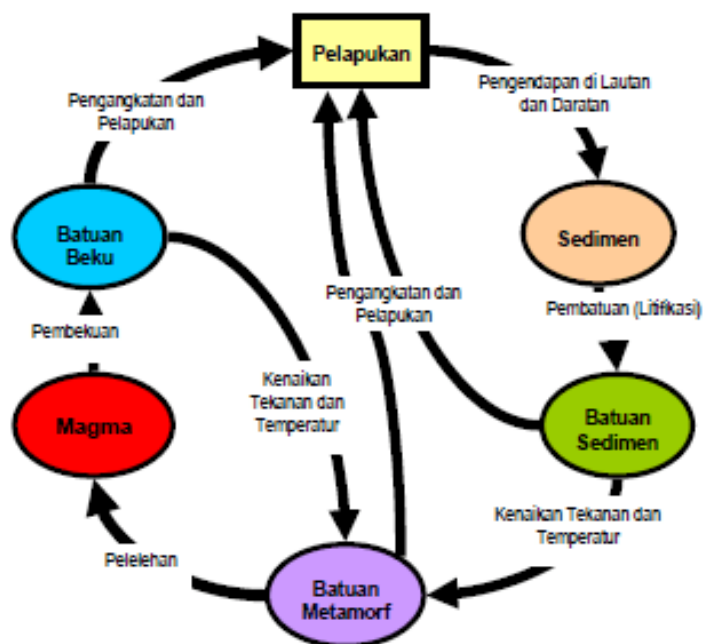 Pelapukan
Pengangkatan dan
Pelapukan
Pengendapan di Lautan
dan Daratan
Batuan
Beku
Sedimen
Pengangkatan dan
Pelapukan
Pembekuan
Pembatuan (Litifikasi)
Kenaikan
Tekanan dan
Temperatur
Magma
Batuan
Sedimen
Kenaikan Tekanan dan
Temperatur
Pelelehan
Batuan
Metamorf